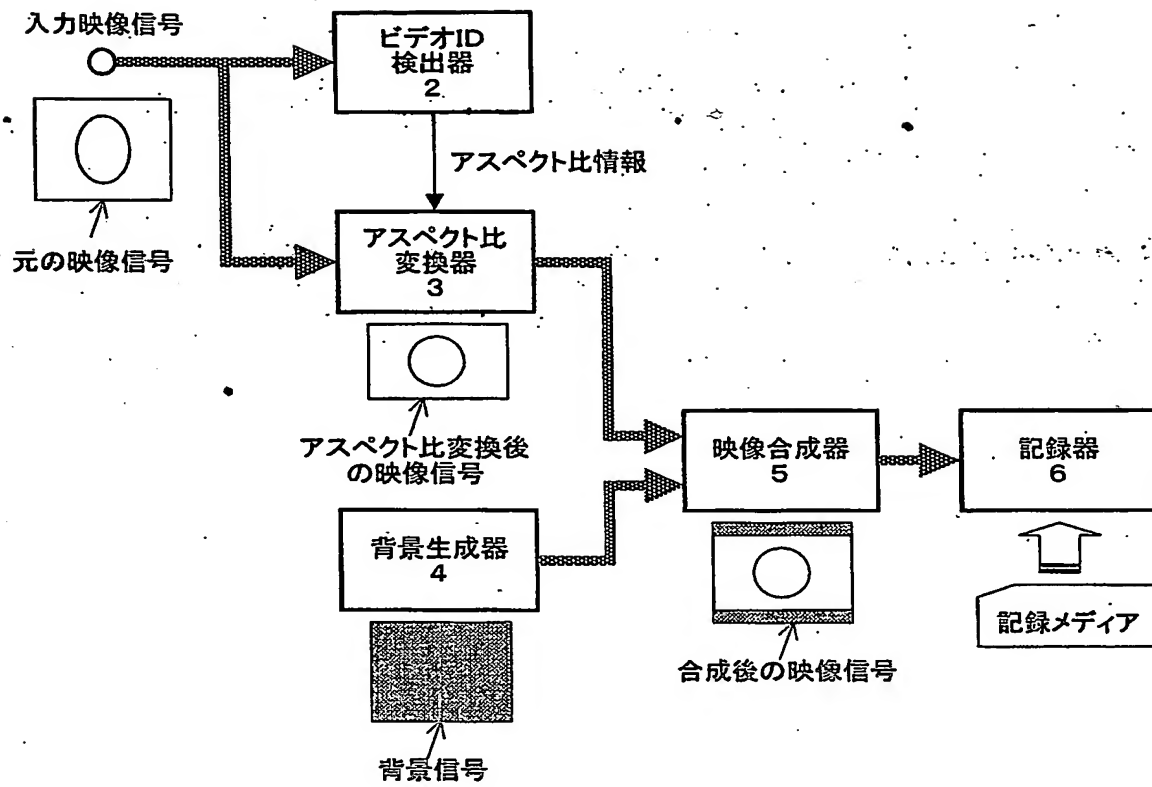 入力映像信号
ビデオID
検出器
2
アスペクト比情報
元の映像信号
アスペクト比
変換器
3
アスペクト比変換後
の映像信号
映像合成器
5
記録器
6
背景生成器
4
記録メディア
合成後の映像信号
背景信号